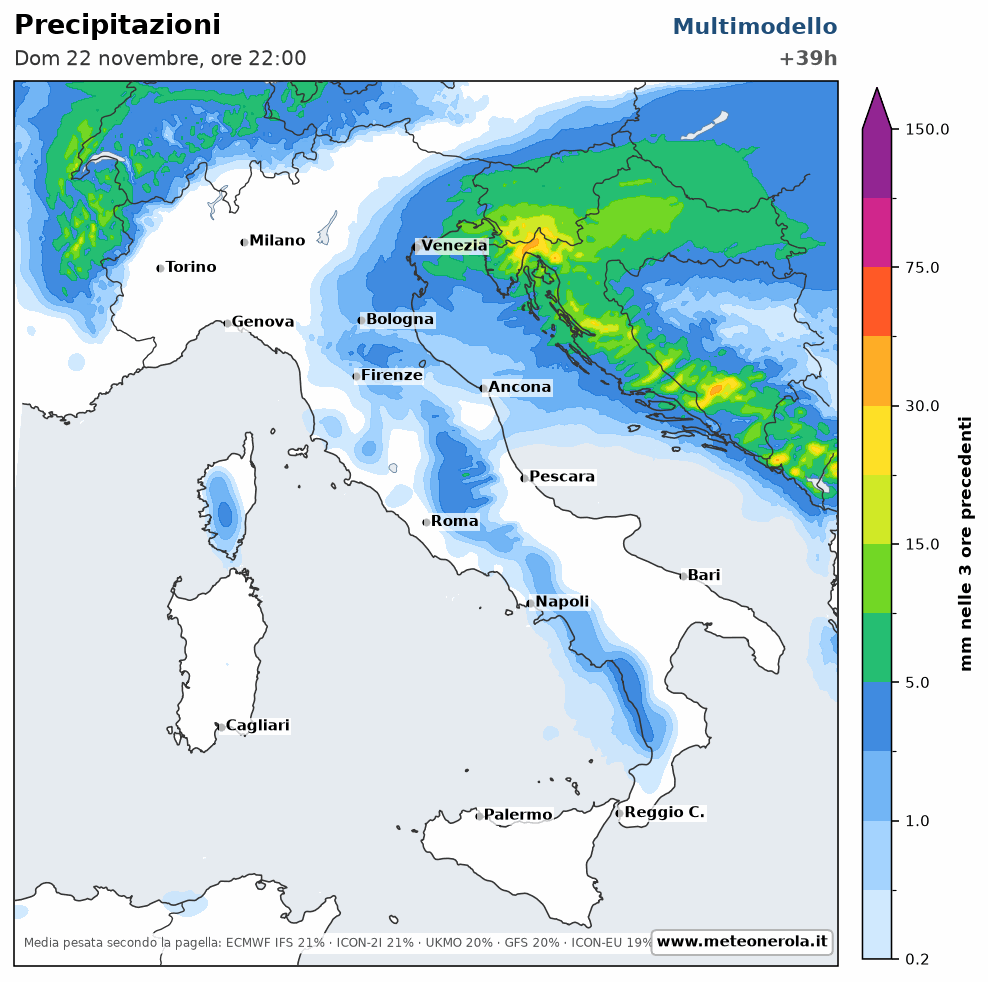 Precipitazioni
Multimodello
Dom 22 novembre, ore 22:00
+39h
150.0
75.0
30.0
15.0
5.0
1.0
0.2
mm nelle 3 ore precedenti
Milano
Venezia
Torino
Genova
Bologna
Firenze
Ancona
Pescara
Roma
Bari
Napoli
Cagliari
Palermo
Reggio C.
Media pesata secondo la pagella: ECMWF IFS 21% · ICON-2I 21% · UKMO 20% · GFS 20% · ICON-EU 19%
www.meteonerola.it